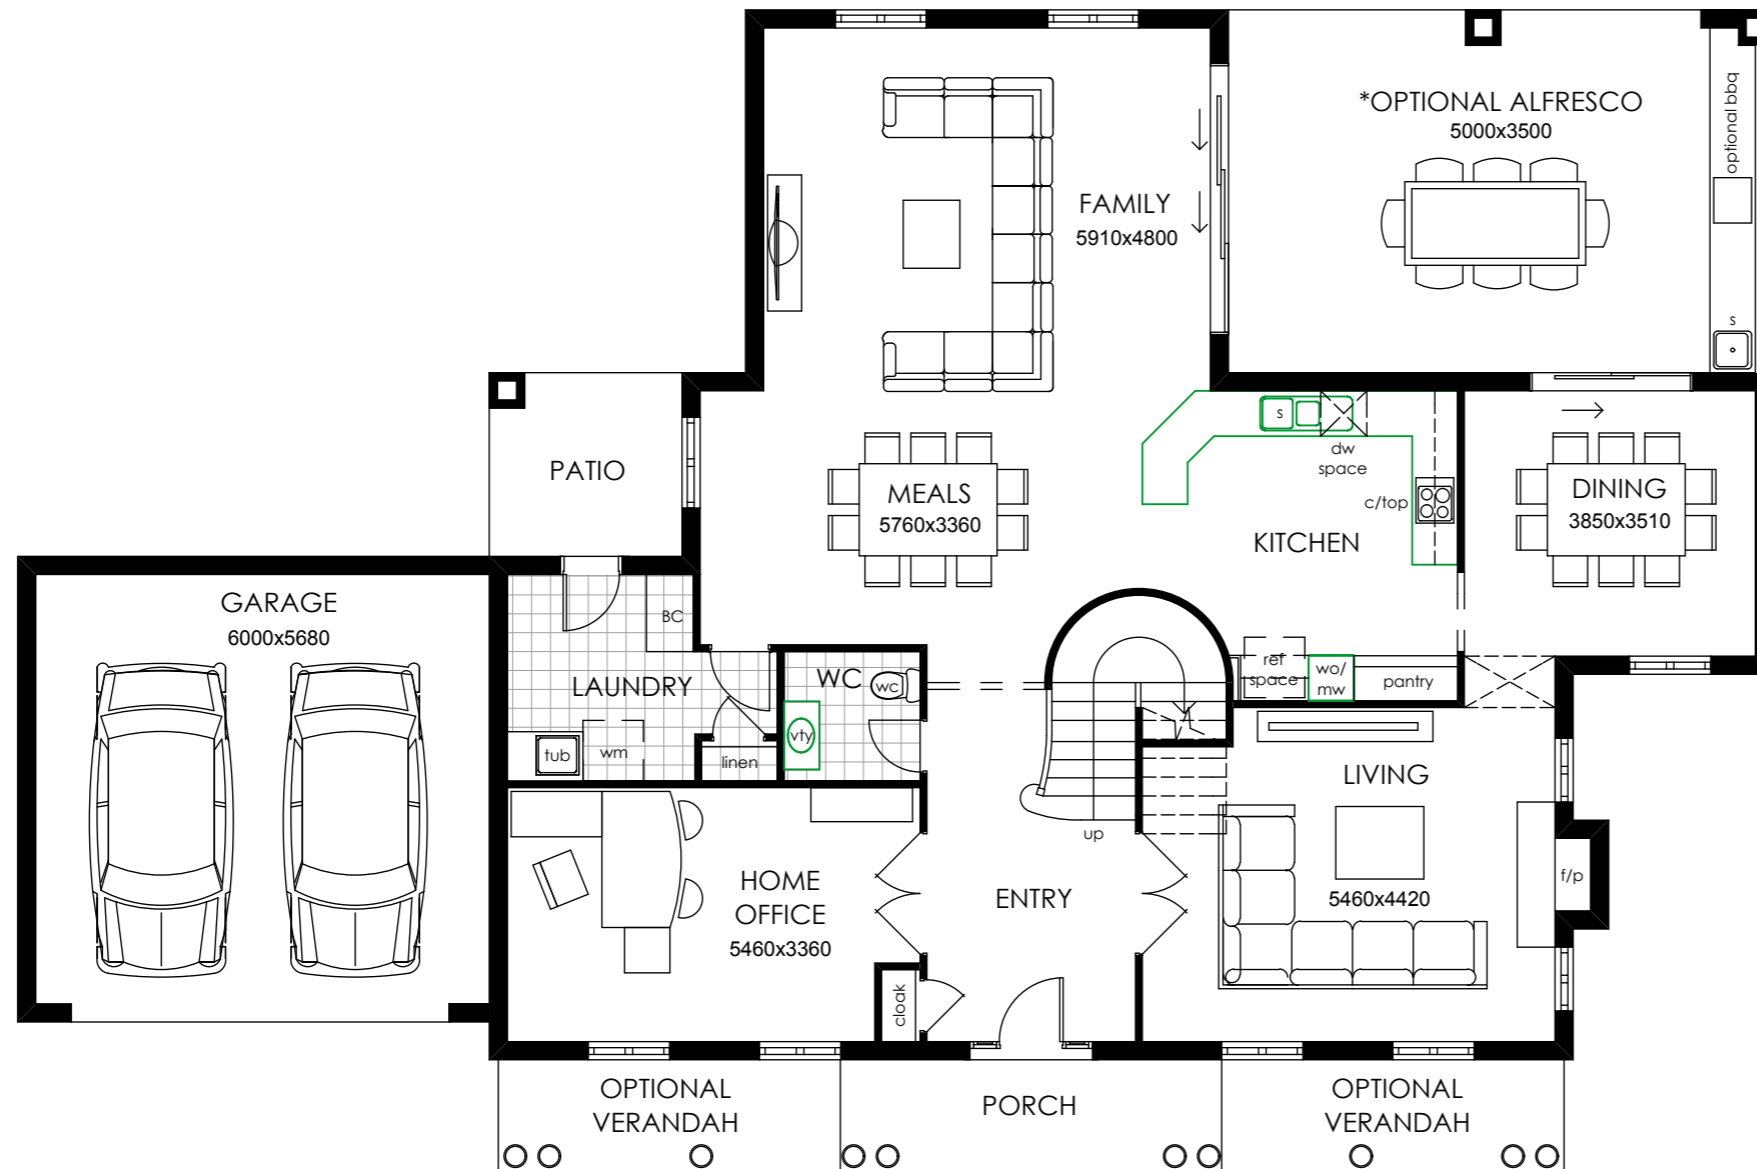 *OPTIONAL ALFRESCO
5000x3500
optional bbq
s
FAMILY
5910x4800
PATIO
MEALS
5760x3360
s
dw
space
c/top
KITCHEN
DINING
3850x3510
GARAGE
6000x5680
BC
LAUNDRY
tub
wm
linen
WC
wc
vty
ref
space
wo/
mw
pantry
up
LIVING
5460x4420
f/p
HOME
OFFICE
5460x3360
ENTRY
cloak
OPTIONAL
VERANDAH
PORCH
OPTIONAL
VERANDAH